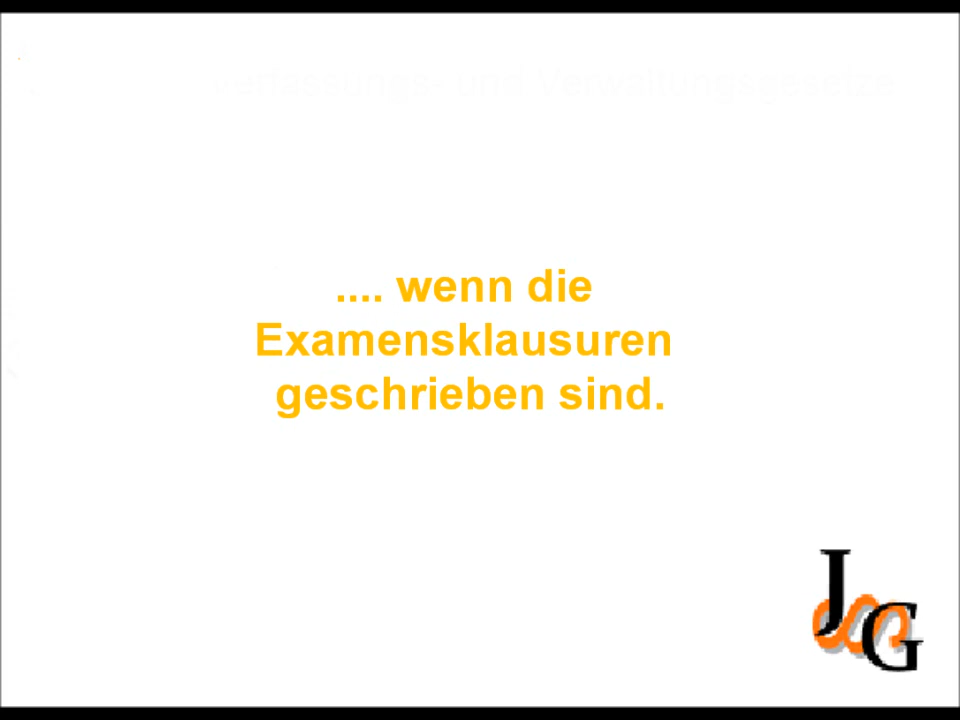 Verfassungs- und Verwaltungsgesetze
.... wenn die
Examensklausuren
geschrieben sind.
J§G